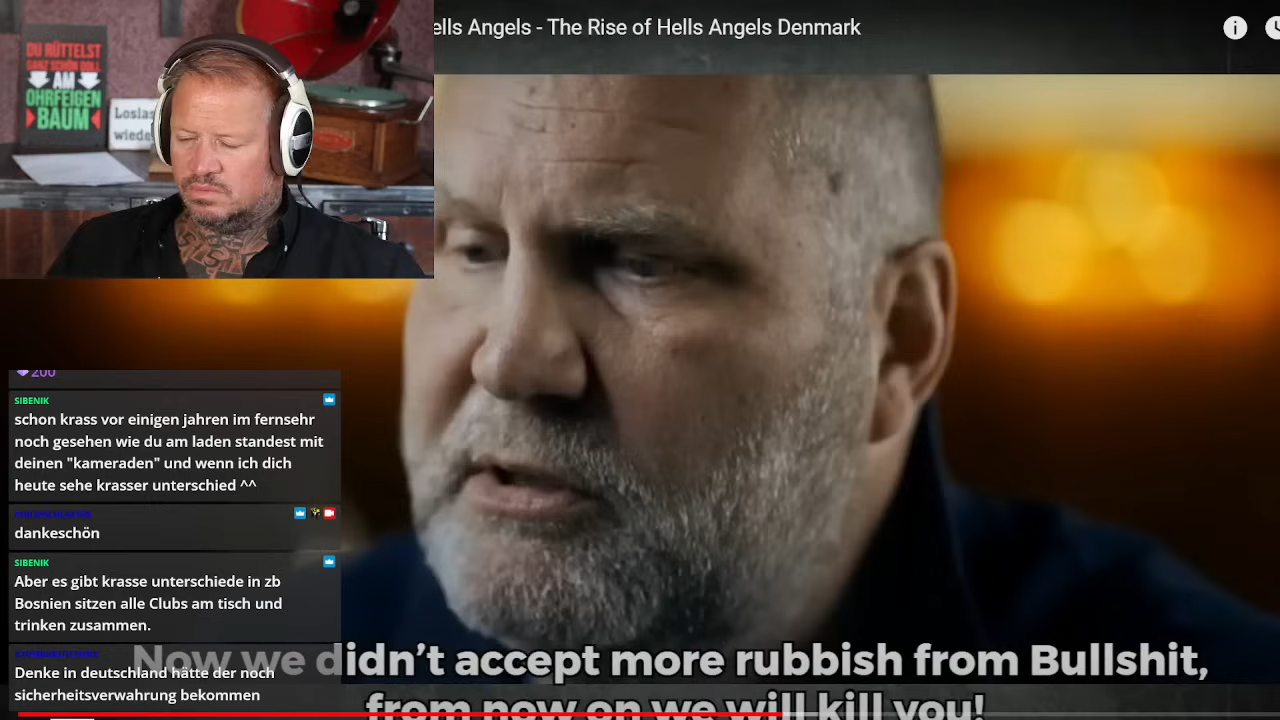 ells Angels - The Rise of Hells Angels Denmark
DU RÜTTELST
GANZ SCHÖN DOLL
AM
OHRFEIGEN
BAUM
Loslas
wiede
200
SIBENIK
schon krass vor einigen jahren im fernsehr
noch gesehen wie du am laden standest mit
deinen "kameraden" und wenn ich dich
heute sehe krasser unterschied ^^
dankeschön
SIBENIK
Aber es gibt krasse unterschiede in zb
Bosnien sitzen alle Clubs am tisch und
trinken zusammen.
Denke in deutschland hätte der noch
sicherheitsverwahrung bekommen
Now we didn't accept more rubbish from Bullshit,
from now on we will kill you!